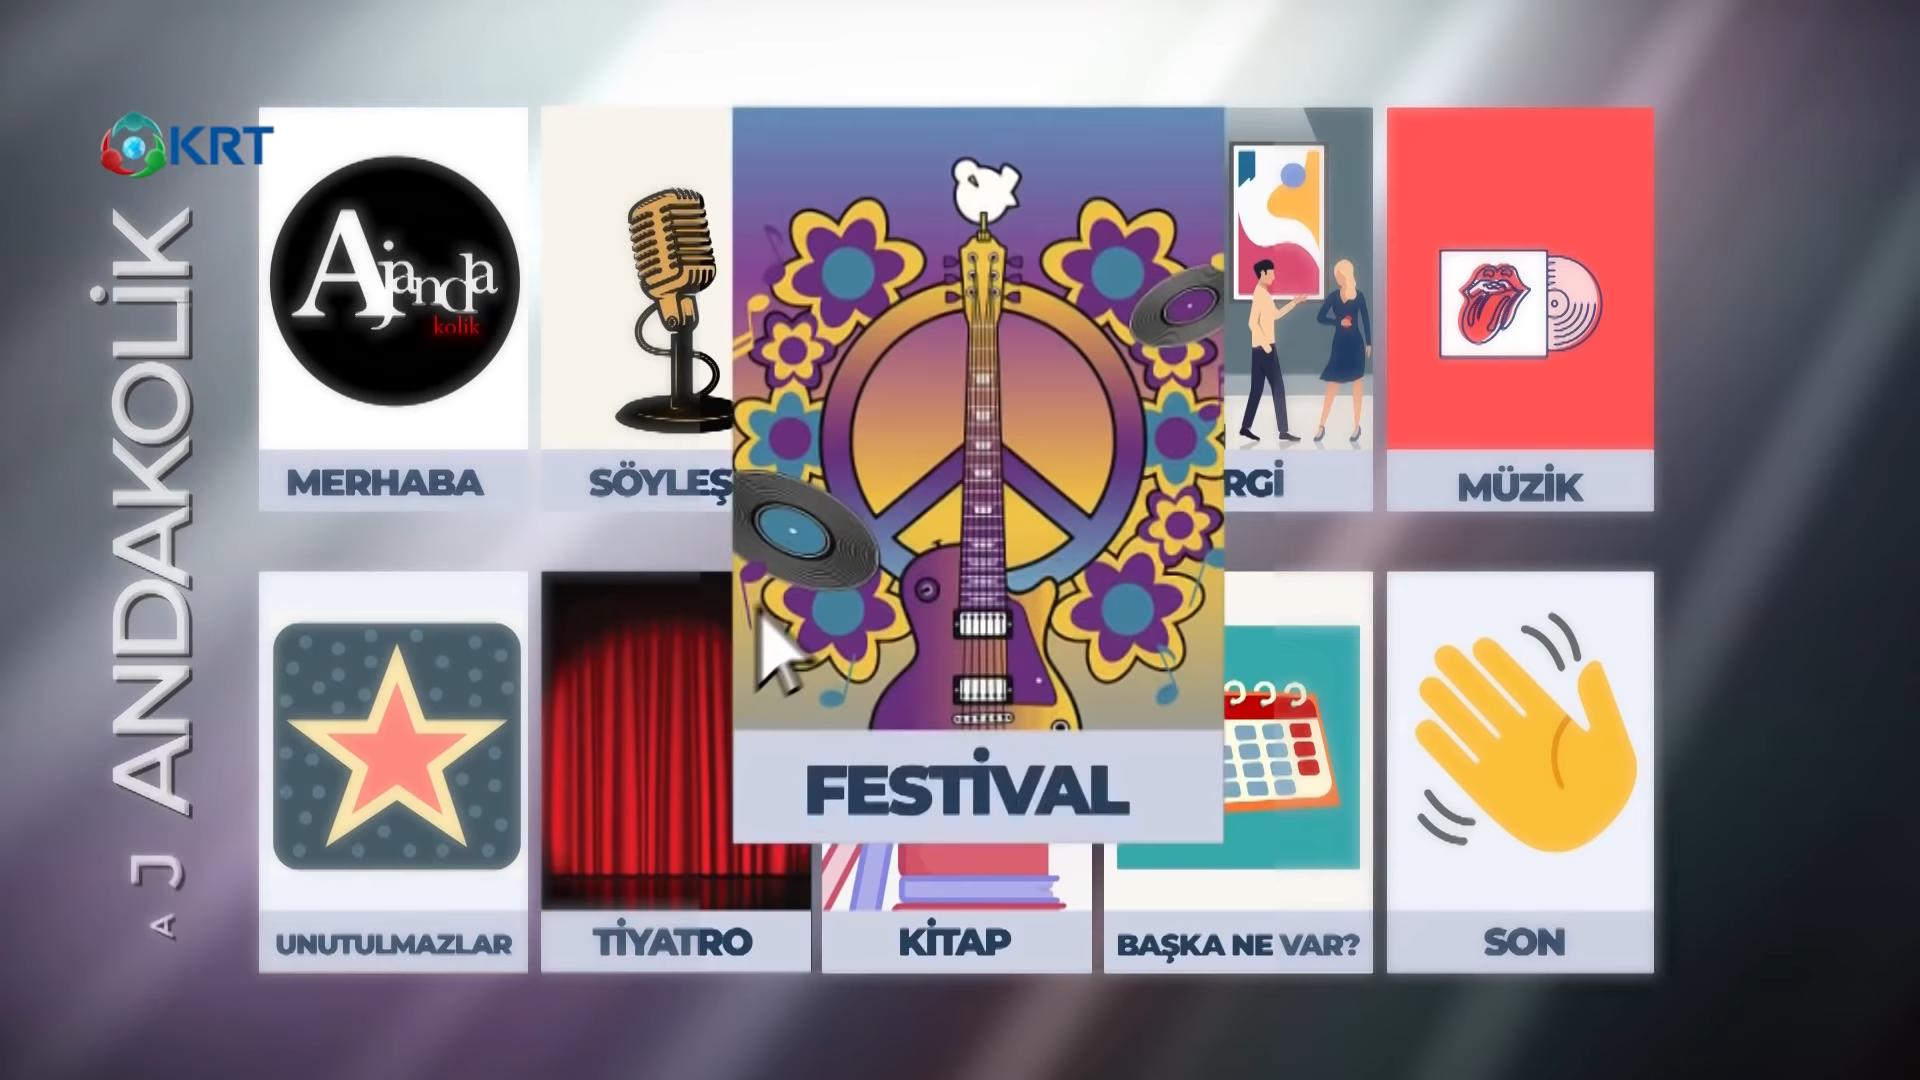 KRT
AJANDAKOLİK
Ajanda
kolik
MERHABA
SÖYLEŞ
RGİ
MÜZİK
FESTİVAL
UNUTULMAZLAR
TİYATRO
KİTAP
BAŞKA NE VAR?
SON